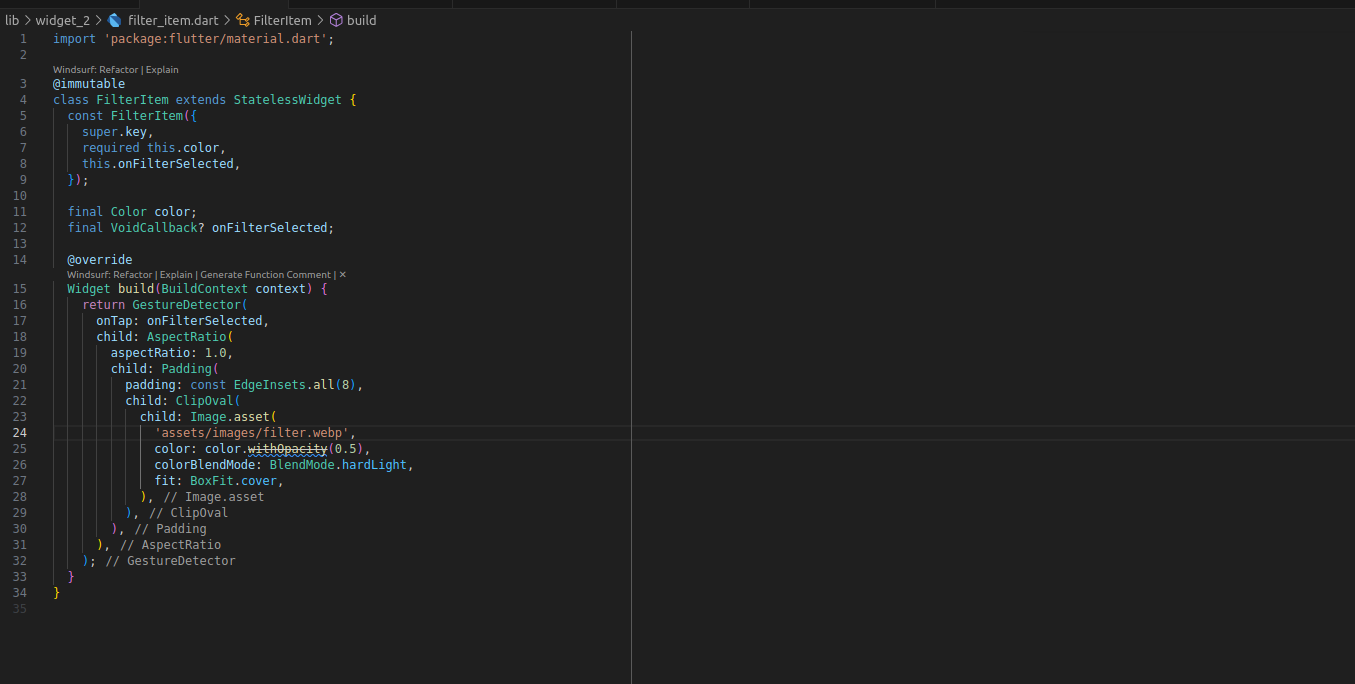 lib > widget_2 > filter_item.dart > FilterItem > build
1 import 'package:flutter/material.dart';
2
Windsurf: Refactor | Explain
3 @immutable
4 class FilterItem extends StatelessWidget {
5   const FilterItem({
6     super.key,
7     required this.color,
8     this.onFilterSelected,
9   });
10
11   final Color color;
12   final VoidCallback? onFilterSelected;
13
14   @override
Windsurf: Refactor | Explain | Generate Function Comment | ×
15   Widget build(BuildContext context) {
16     return GestureDetector(
17       onTap: onFilterSelected,
18       child: AspectRatio(
19         aspectRatio: 1.0,
20         child: Padding(
21           padding: const EdgeInsets.all(8),
22           child: ClipOval(
23             child: Image.asset(
24               'assets/images/filter.webp',
25               color: color.withOpacity(0.5),
26               colorBlendMode: BlendMode.hardLight,
27               fit: BoxFit.cover,
28             ), // Image.asset
29           ), // ClipOval
30         ), // Padding
31       ), // AspectRatio
32     ); // GestureDetector
33   }
34 }
35